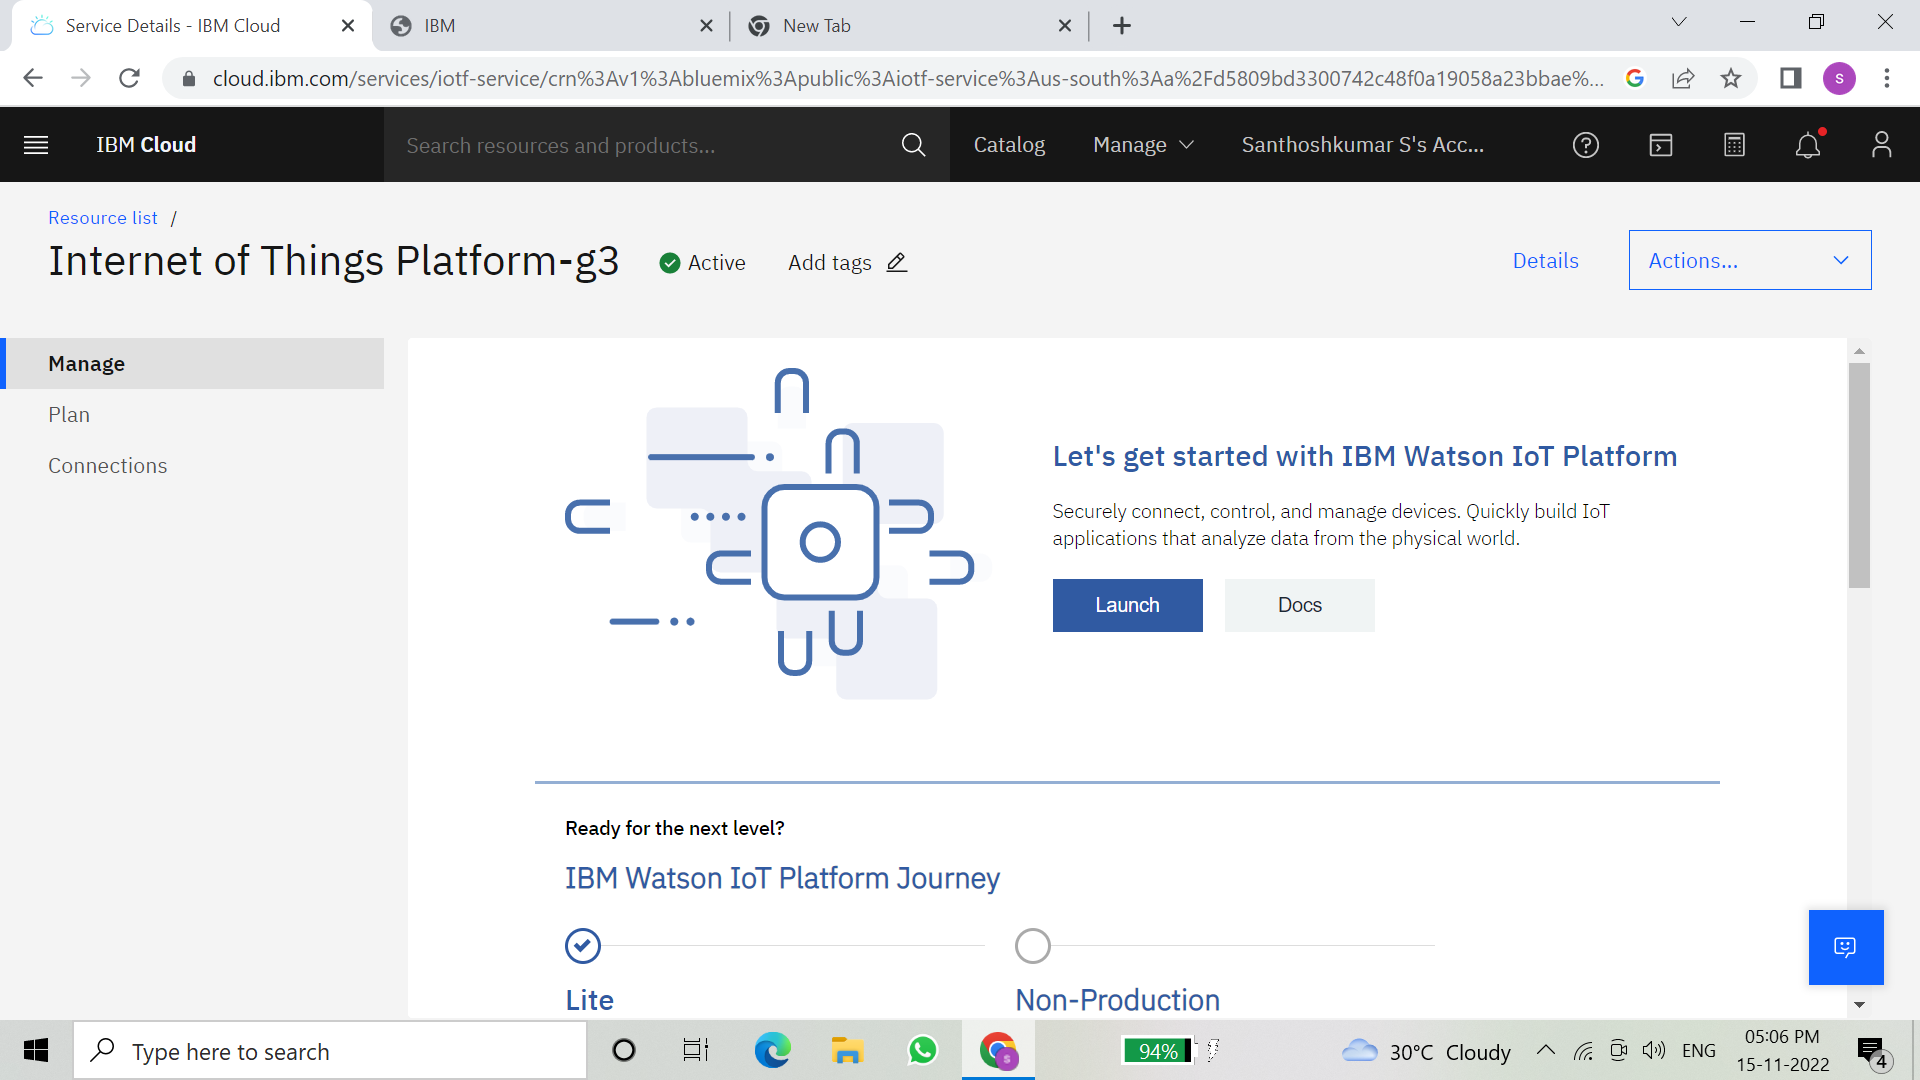 Service Details - IBM Cloud
IBM
New Tab
cloud.ibm.com/services/iotf-service/crn%3Av1%3Abluemix%3Apublic%3Aiotf-service%3Aus-south%3Aa%2Fd5809bd3300742c48f0a19058a23bbae%...
S
IBM Cloud
Search resources and products...
Catalog
Manage
Santhoshkumar S's Acc...
Resource list /
Internet of Things Platform-g3
Active
Add tags
Details
Actions...
Manage
Plan
Connections
Let's get started with IBM Watson IoT Platform
Securely connect, control, and manage devices. Quickly build IoT
applications that analyze data from the physical world.
Launch
Docs
Ready for the next level?
IBM Watson IoT Platform Journey
Lite
Non-Production
Type here to search
S
94%
30°C Cloudy
ENG
05:06 PM
15-11-2022
4